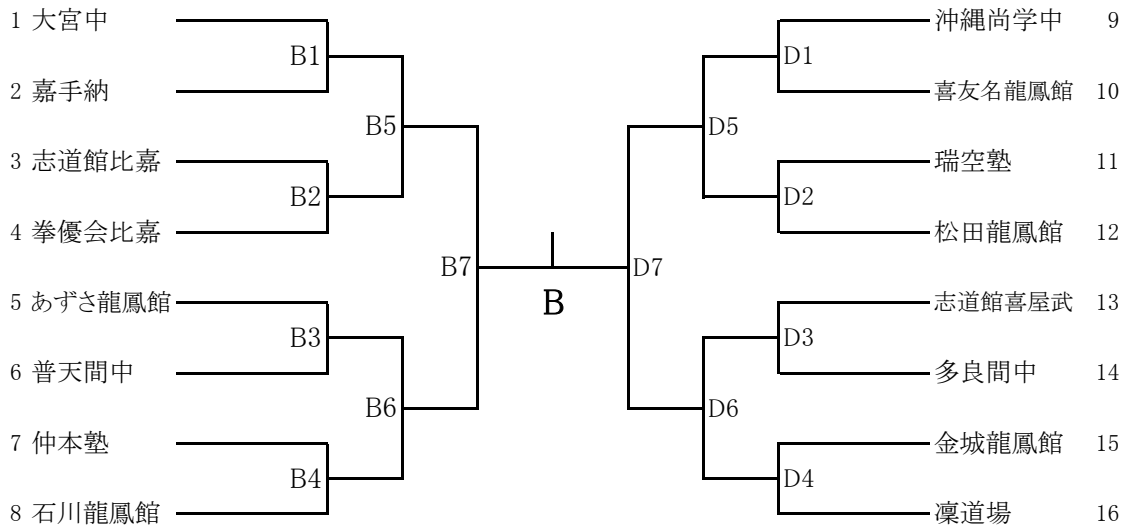 1 大宮中
B1
2 嘉手納
B5
3 志道館比嘉
B2
4 拳優会比嘉
B7
5 あずさ龍鳳館
B3
6 普天間中
B6
7 仲本塾
B4
8 石川龍鳳館
B
沖縄尚学中 9
D1
喜友名龍鳳館 10
D5
瑞空塾 11
D2
松田龍鳳館 12
D7
志道館喜屋武 13
D3
多良間中 14
D6
金城龍鳳館 15
D4
凜道場 16